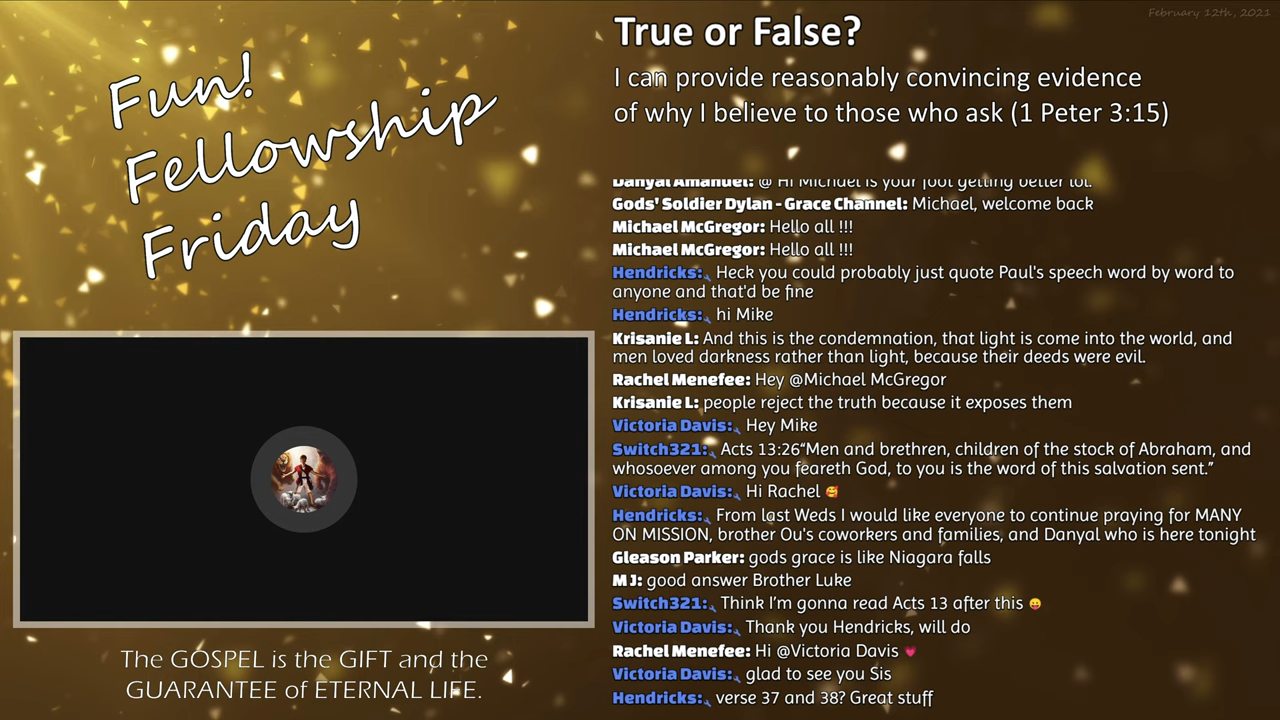 February 12th, 2021
Fun!
Fellowship
Friday
True or False?
I can provide reasonably convincing evidence
of why I believe to those who ask (1 Peter 3:15)
Danyal Amanuel: @ Hi Michael is your foot getting better lol.
Gods' Soldier Dylan - Grace Channel: Michael, welcome back
Michael McGregor: Hello all !!!
Michael McGregor: Hello all !!!
Hendricks: Heck you could probably just quote Paul's speech word by word to
anyone and that'd be fine
Hendricks: hi Mike
Krisanie L: And this is the condemnation, that light is come into the world, and
men loved darkness rather than light, because their deeds were evil.
Rachel Menefee: Hey @Michael McGregor
Krisanie L: people reject the truth because it exposes them
Victoria Davis: Hey Mike
Switch321: Acts 13:26“Men and brethren, children of the stock of Abraham, and
whosoever among you feareth God, to you is the word of this salvation sent.”
Victoria Davis: Hi Rachel 🥰
Hendricks: From last Weds I would like everyone to continue praying for MANY
ON MISSION, brother Ou's coworkers and families, and Danyal who is here tonight
Gleason Parker: gods grace is like Niagara falls
M J: good answer Brother Luke
Switch321: Think I’m gonna read Acts 13 after this 😛
Victoria Davis: Thank you Hendricks, will do
Rachel Menefee: Hi @Victoria Davis 💗
Victoria Davis: glad to see you Sis
Hendricks: verse 37 and 38? Great stuff
The GOSPEL is the GIFT and the
GUARANTEE of ETERNAL LIFE.